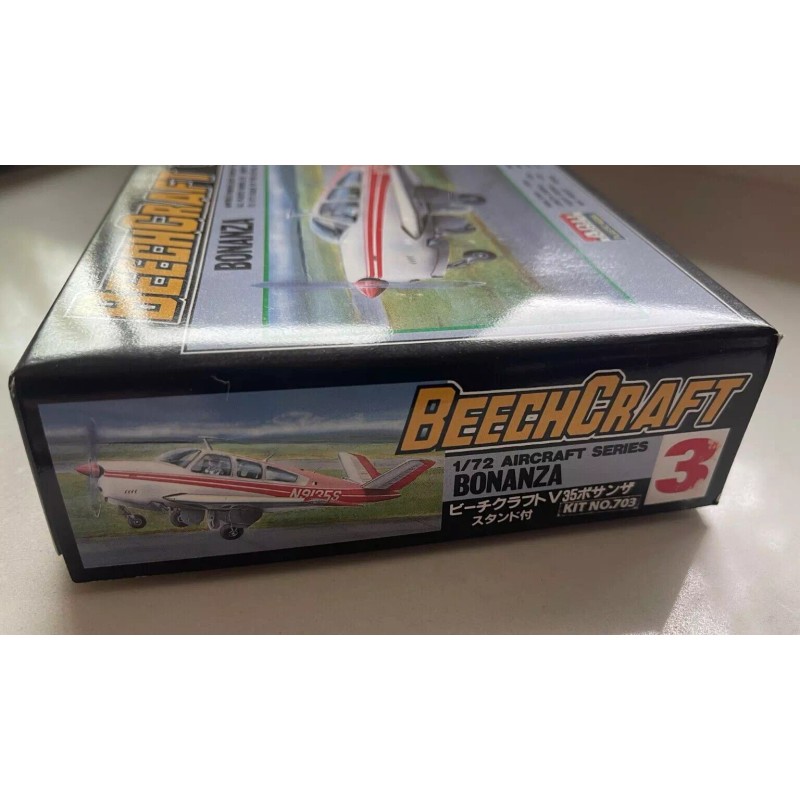 BEECHCRAFT
BONANZA
BEECHCRAFT
1/72 AIRCRAFT SERIES
BONANZA
3
ビーチクラフトV35ボサンザ
スタンド付
KIT NO.703
N9135S